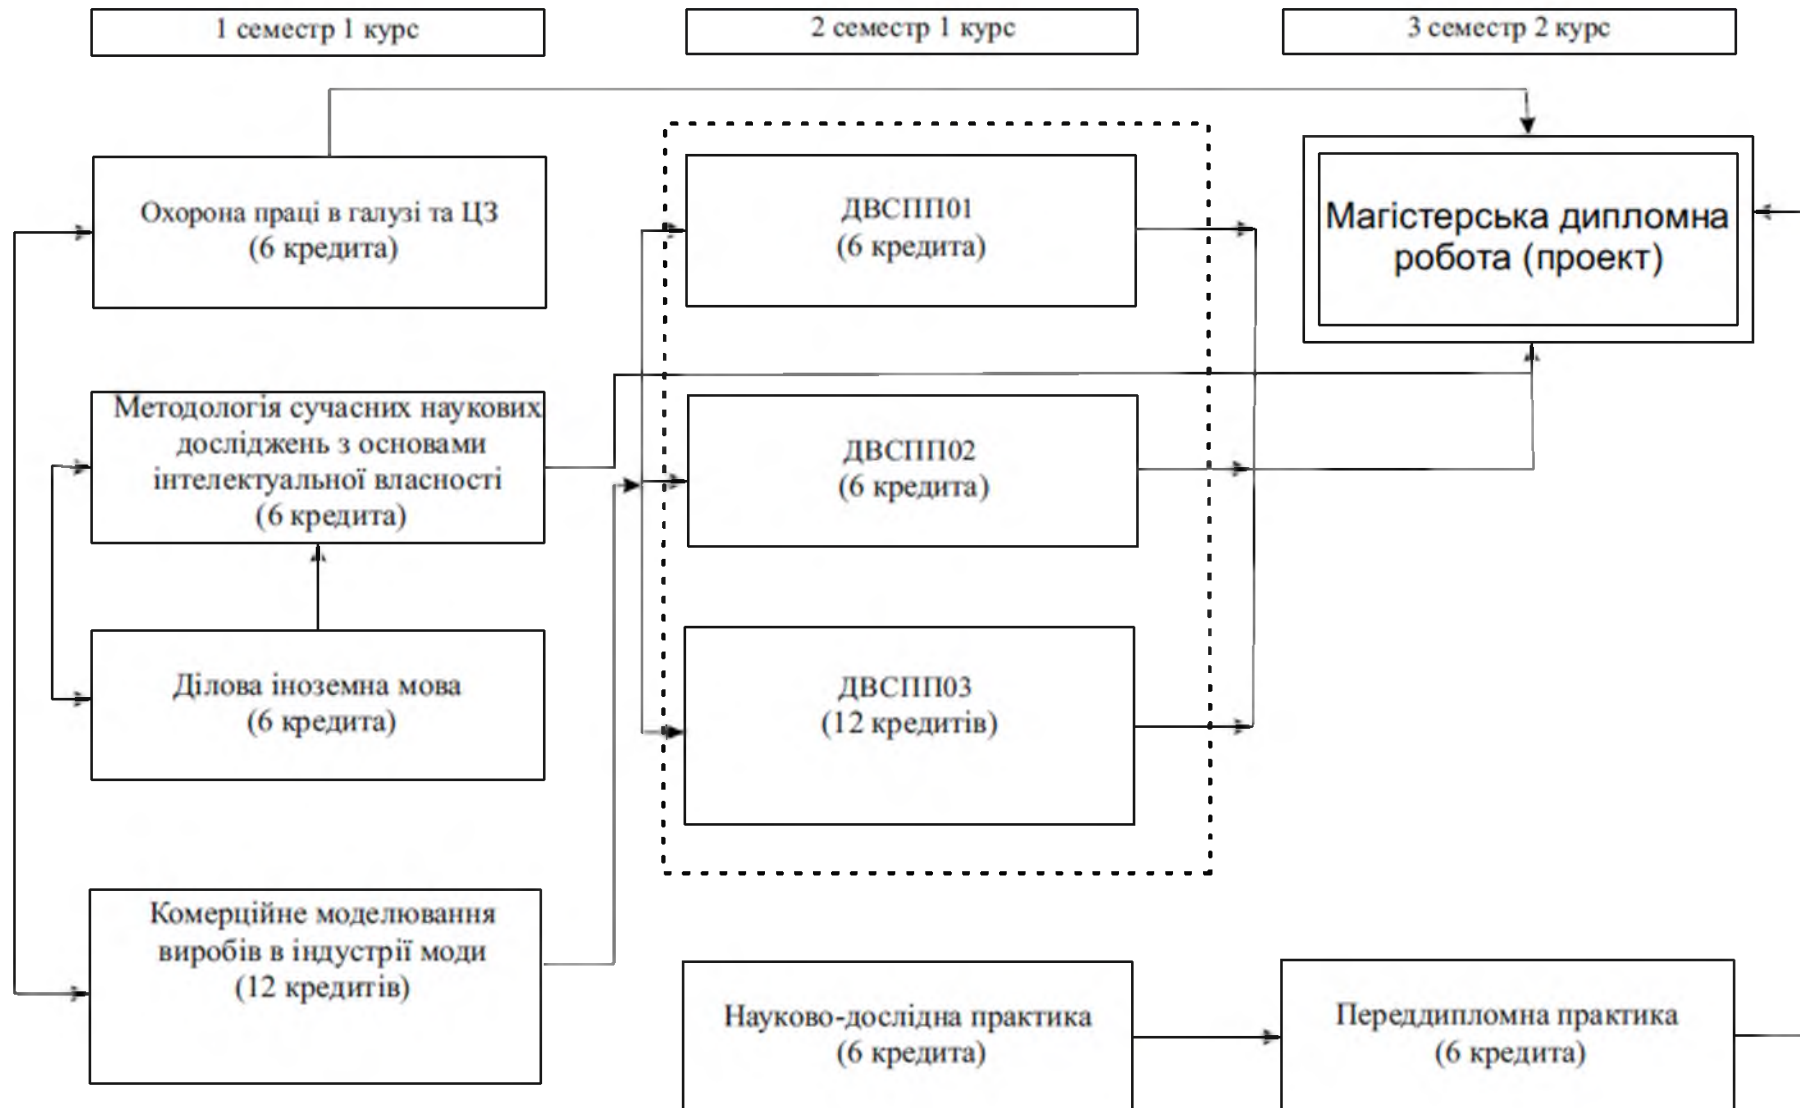 1 семестр 1 курс
2 семестр 1 курс
3 семестр 2 курс
Охорона праці в галузі та ЦЗ
(6 кредита)
Методологія сучасних наукових
досліджень з основами
інтелектуальної власності
(6 кредита)
Ділова іноземна мова
(6 кредита)
Комерційне моделювання
виробів в індустрії моди
(12 кредитів)
ДВСПП01
(6 кредита)
ДВСПП02
(6 кредита)
ДВСПП03
(12 кредитів)
Науково-дослідна практика
(6 кредита)
Магістерська дипломна
робота (проект)
Переддипломна практика
(6 кредита)